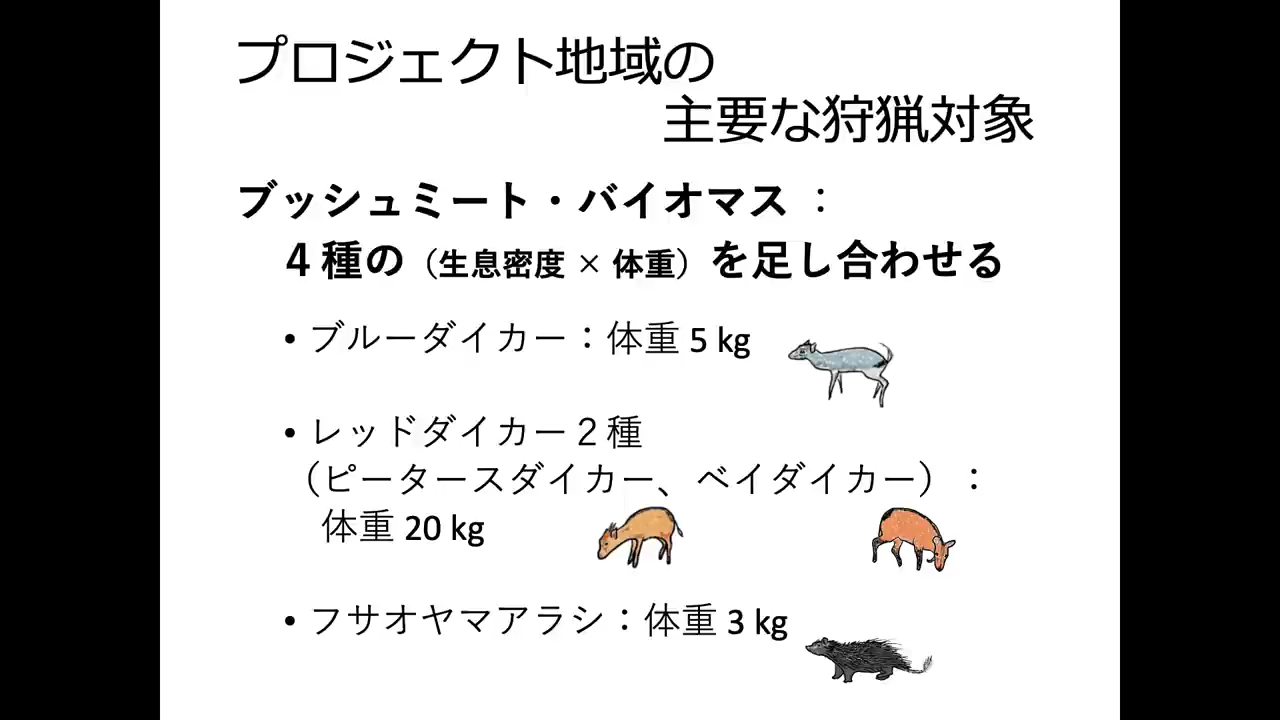 プロジェクト地域の
主要な狩猟対象
ブッシュミート・バイオマス ：
４種の（生息密度 × 体重）を足し合わせる
• ブルーダイカー：体重 5 kg
• レッドダイカー２種
（ピータースダイカー、ベイダイカー）：
体重 20 kg
• フサオヤマアラシ：体重 3 kg